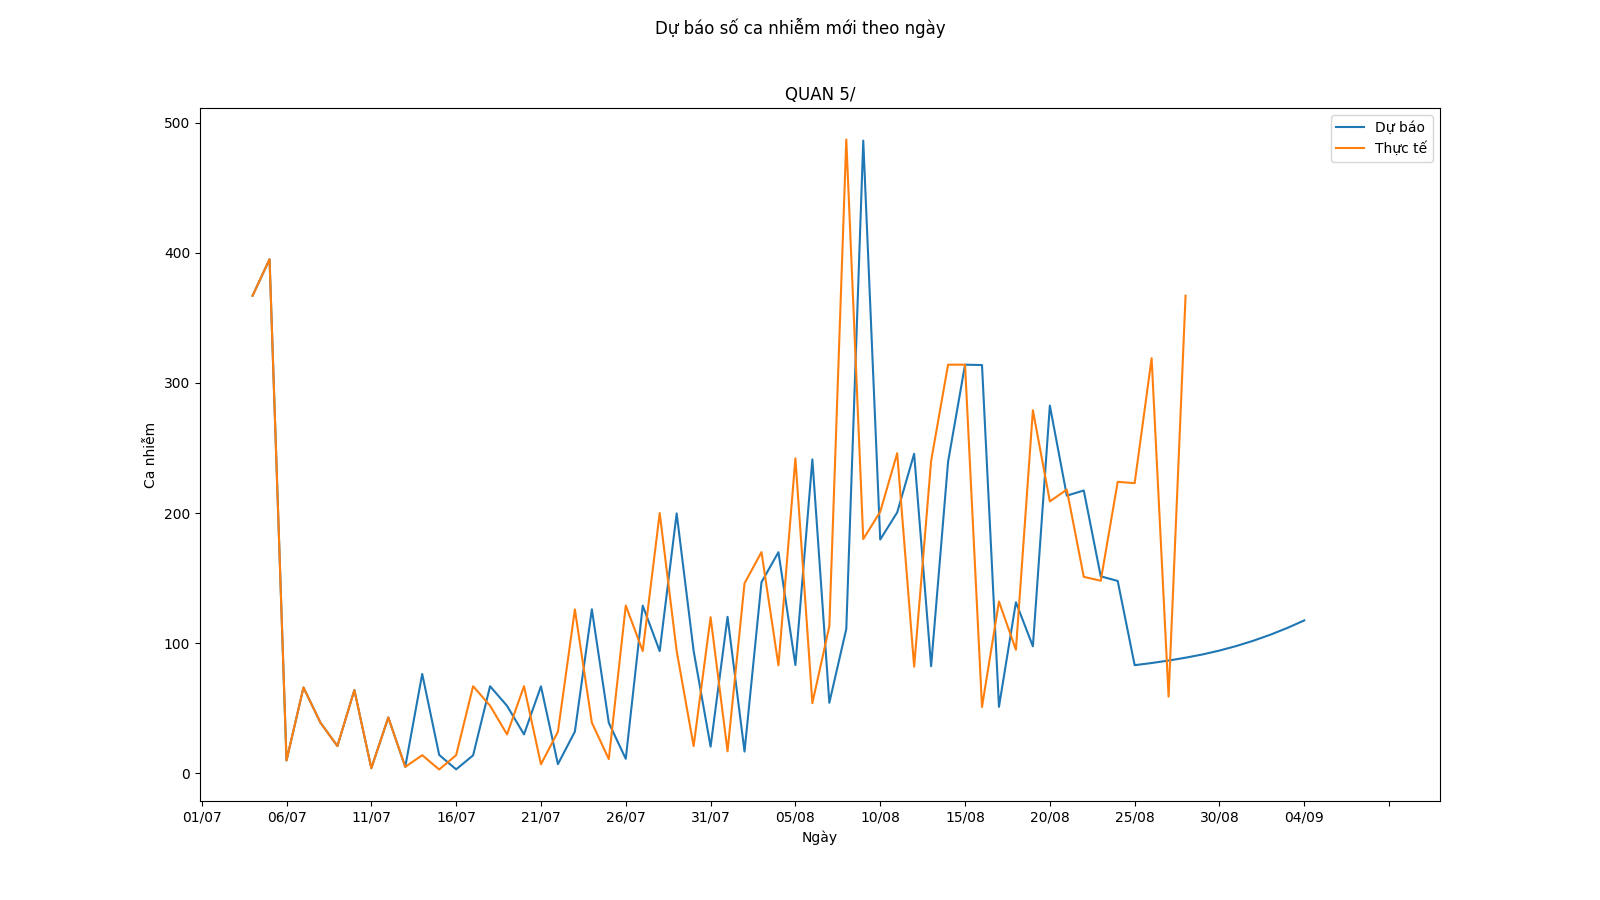 Dự báo số ca nhiễm mới theo ngày
QUAN 5/
Dự báo
Thực tế
500
400
300
200
100
0
Ca nhiễm
01/07 06/07 11/07 16/07 21/07 26/07 31/07 05/08 10/08 15/08 20/08 25/08 30/08 04/09
Ngày